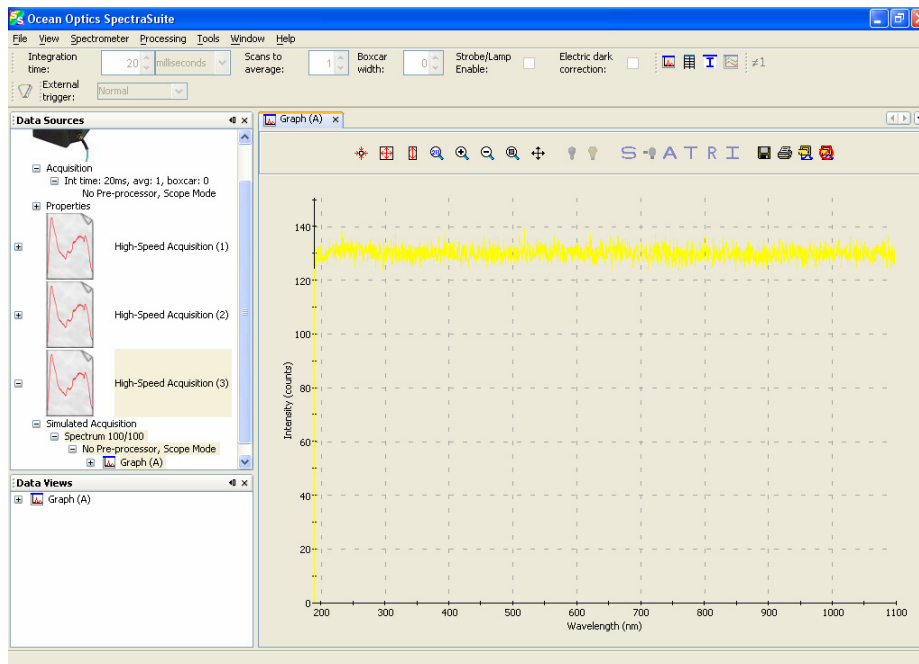 Ocean Optics SpectraSuite
File View Spectrometer Processing Tools Window Help
Integration time: 20 milliseconds Scans to average: 1 Boxcar width: 0 Strobe/Lamp Enable: Electric dark correction: ≠1
External trigger: Normal
Data Sources
Acquisition
Int time: 20ms, avg: 1, boxcar: 0
No Pre-processor, Scope Mode
Properties
High-Speed Acquisition (1)
High-Speed Acquisition (2)
High-Speed Acquisition (3)
Simulated Acquisition
Spectrum 100/100
No Pre-processor, Scope Mode
Graph (A)
Data Views
Graph (A)
Graph (A)
S A T R I
140
120
100
80
60
40
20
0
Intensity (counts)
200 300 400 500 600 700 800 900 1000 1100
Wavelength (nm)